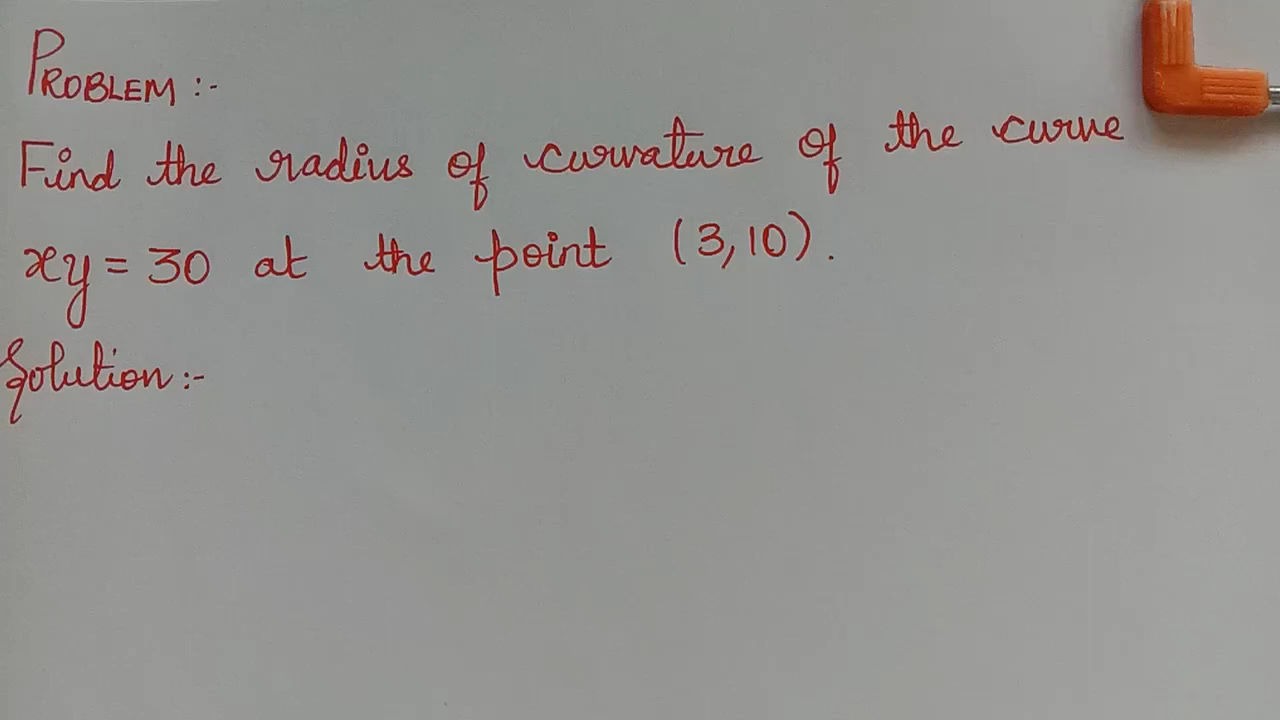 PROBLEM :-
Find the radius of curvature of the curve
xy = 30 at the point (3,10).
Solution :-